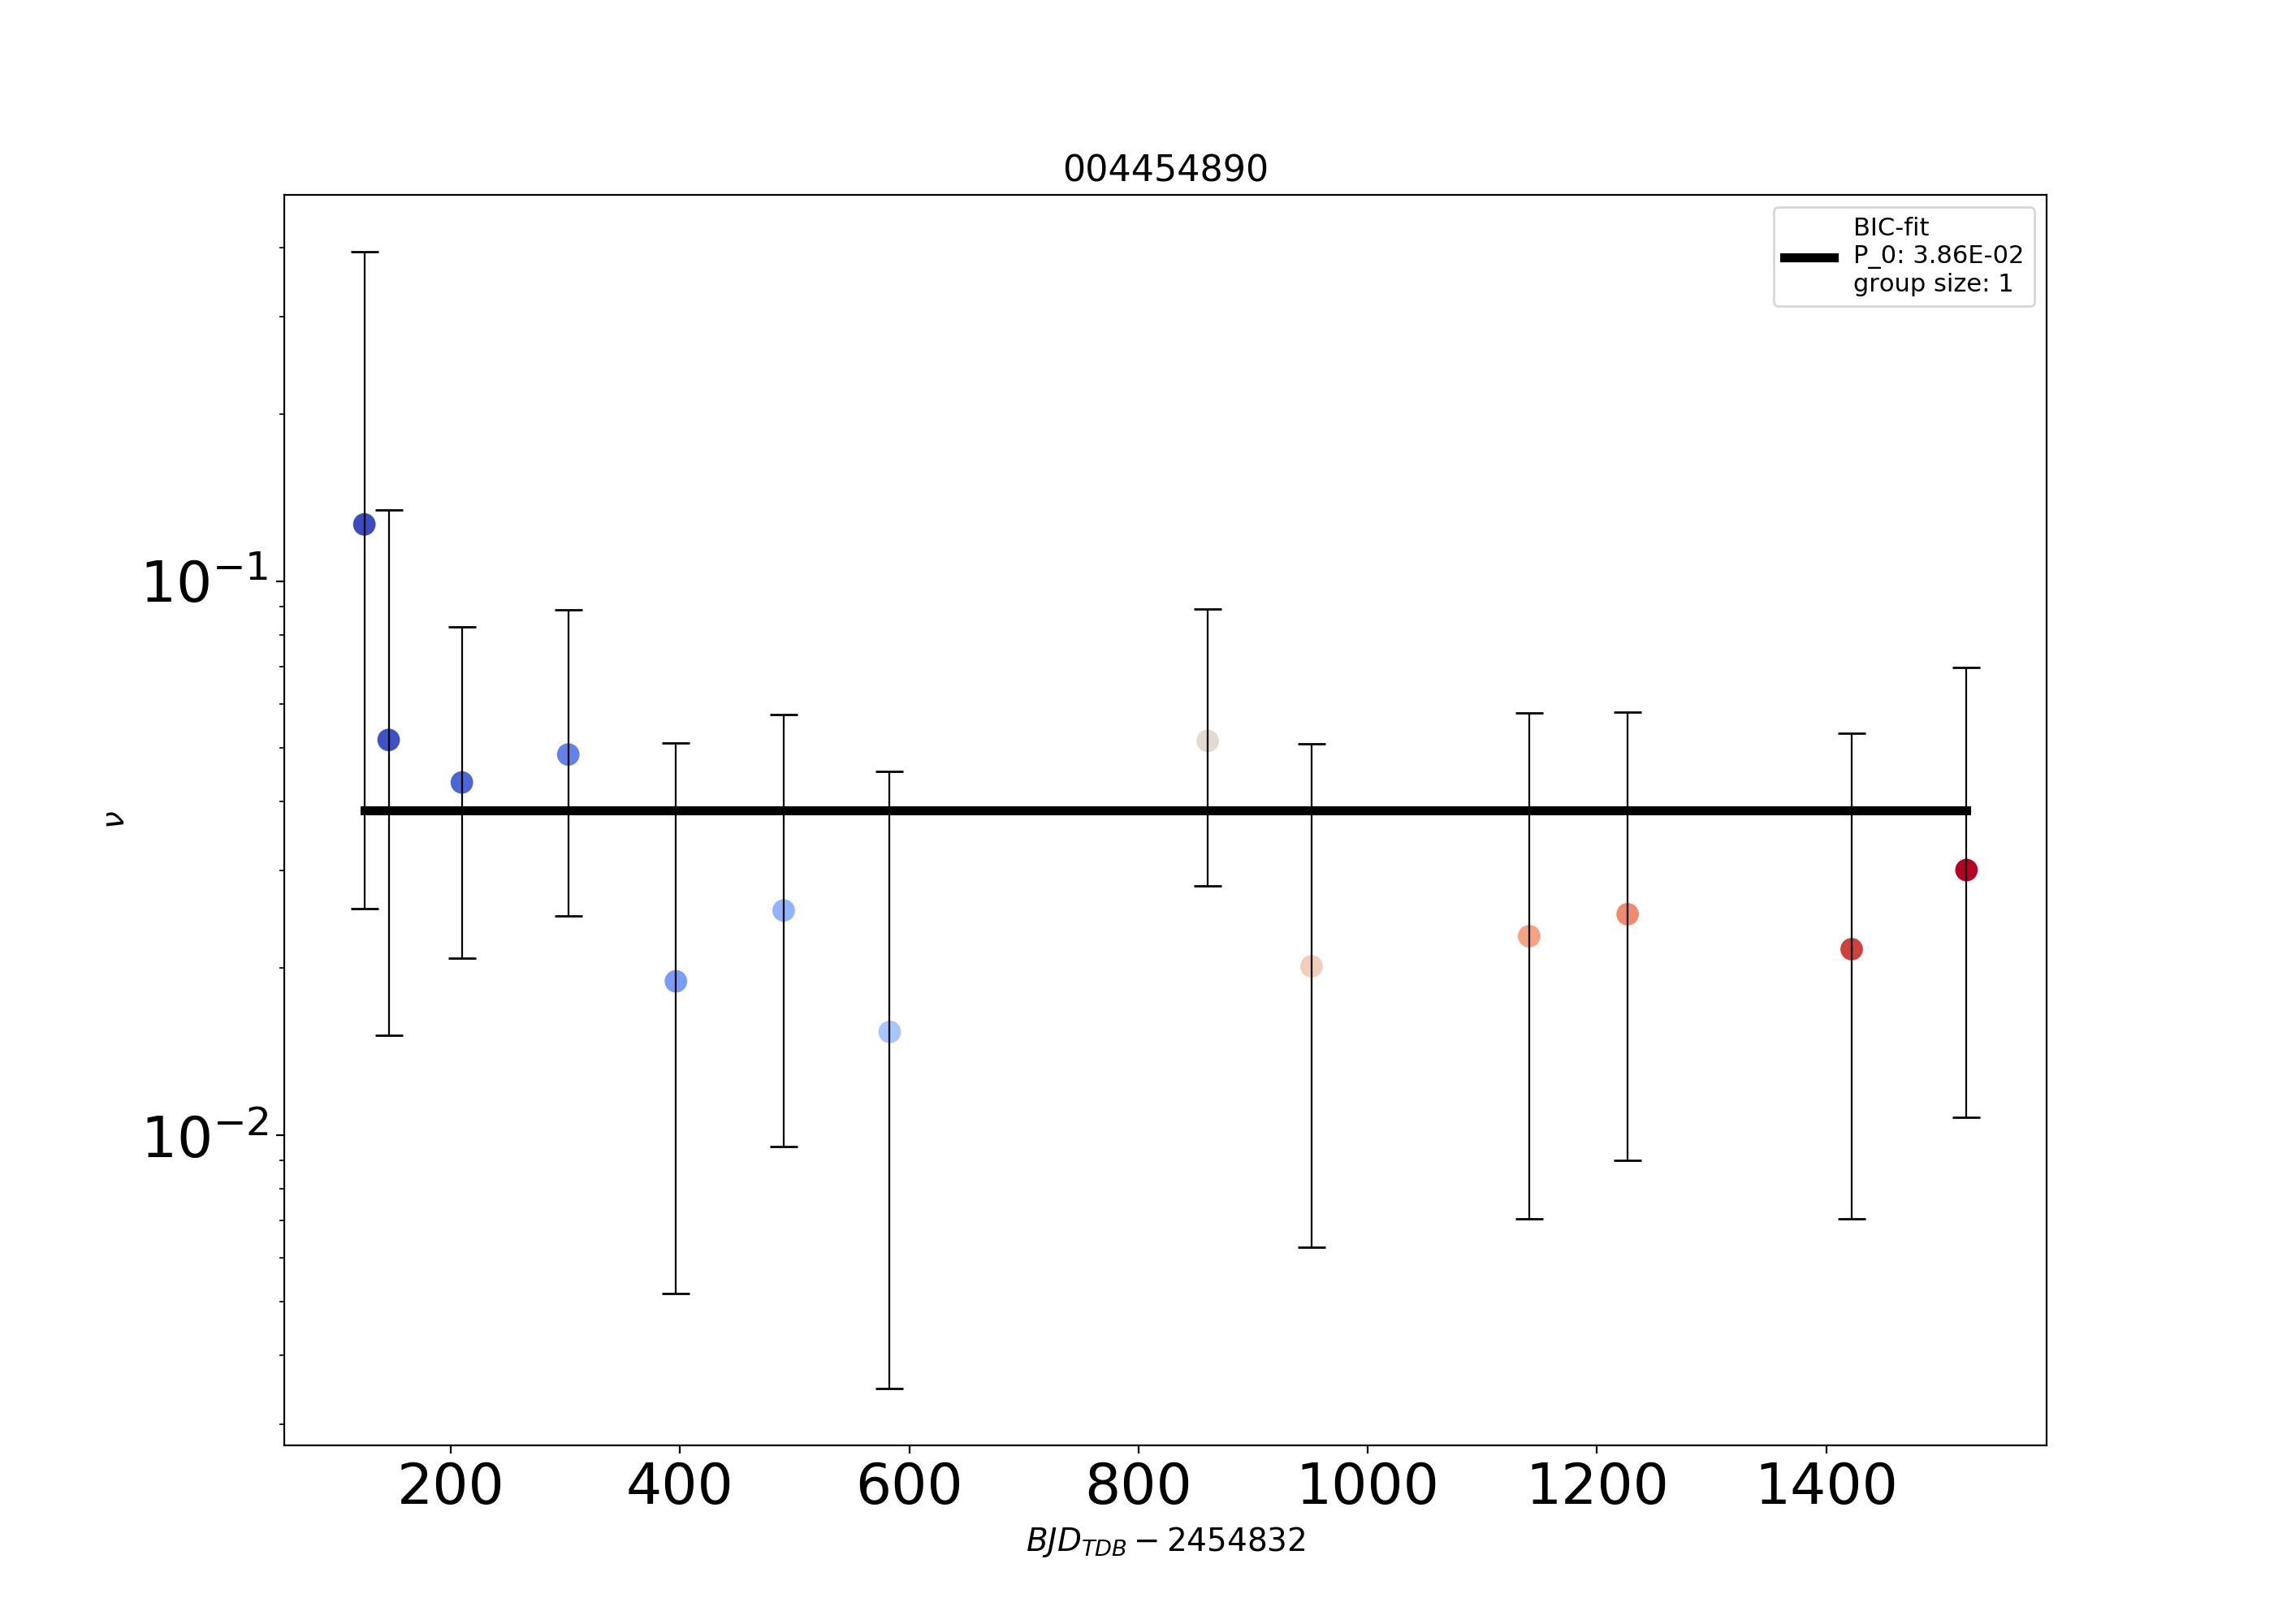 004454890
BIC-fit
P_0: 3.86E-02
group size: 1
10⁻¹
10⁻²
ν
200 400 600 800 1000 1200 1400
BJD_TDB − 2454832